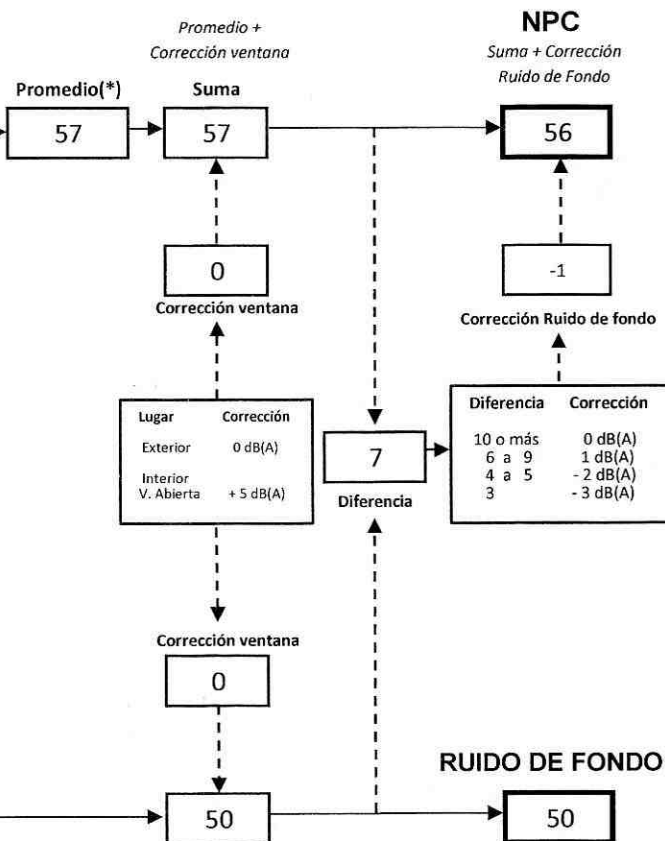 Promedio +
Corrección ventana
NPC
Suma + Corrección
Ruido de Fondo
Promedio(*)
Suma
57
57
56
0
-1
Corrección ventana
Corrección Ruido de fondo
Lugar Corrección
Exterior 0 dB(A)
Interior
V. Abierta + 5 dB(A)
7
Diferencia
Diferencia Corrección
10 o más 0 dB(A)
6 a 9 1 dB(A)
4 a 5 - 2 dB(A)
3 - 3 dB(A)
Corrección ventana
0
RUIDO DE FONDO
50
50